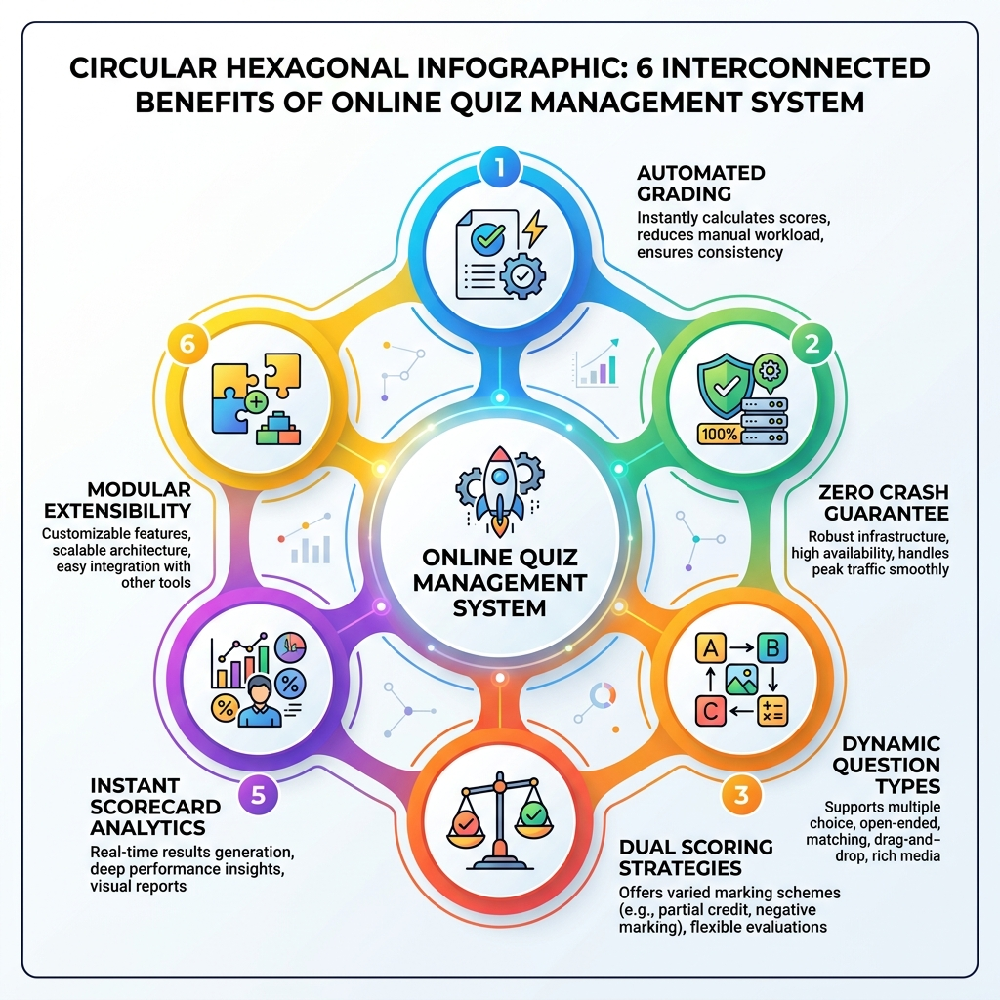 CIRCULAR HEXAGONAL INFOGRAPHIC: 6 INTERCONNECTED
BENEFITS OF ONLINE QUIZ MANAGEMENT SYSTEM
1
AUTOMATED
GRADING
Instantly calculates scores,
reduces manual workload,
ensures consistency
2
100%
ZERO CRASH
GUARANTEE
Robust infrastructure,
high availability, handles
peak traffic smoothly
A
B
C
3
DYNAMIC
QUESTION
TYPES
Supports multiple
choice, open-ended,
matching, drag-and–
drop, rich media
DUAL SCORING
STRATEGIES
Offers varied marking schemes
(e.g., partial credit, negative
marking), flexible evaluations
%
%
5
INSTANT
SCORECARD
ANALYTICS
Real-time results generation,
deep performance insights,
visual reports
6
MODULAR
EXTENSIBILITY
Customizable features,
scalable architecture,
easy integration with
other tools
ONLINE QUIZ
MANAGEMENT
SYSTEM